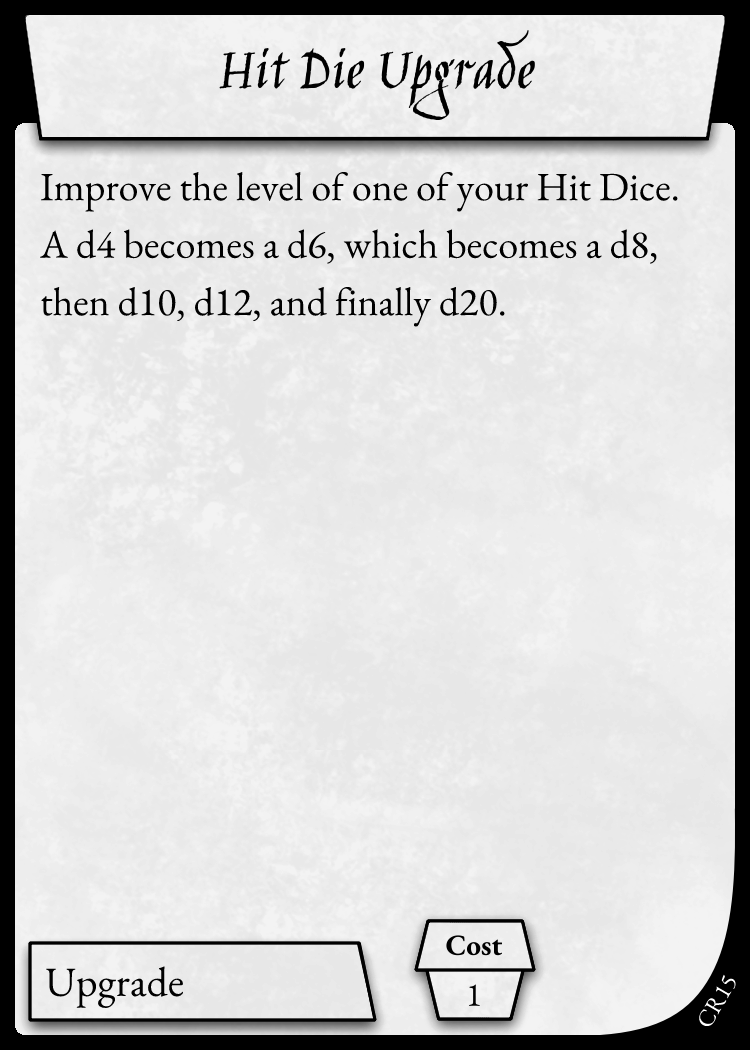 Hit Die Upgrade
Improve the level of one of your Hit Dice.
A d4 becomes a d6, which becomes a d8,
then d10, d12, and finally d20.
Upgrade
Cost
1
CR15